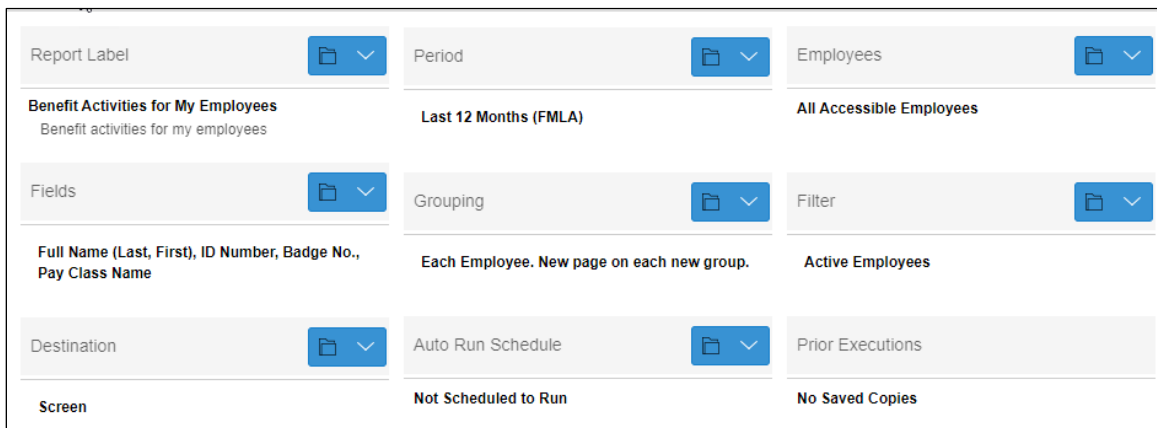 Report Label
Period
Employees
Benefit Activities for My Employees
Benefit activities for my employees
Last 12 Months (FMLA)
All Accessible Employees
Fields
Grouping
Filter
Full Name (Last, First), ID Number, Badge No.,
Pay Class Name
Each Employee. New page on each new group.
Active Employees
Destination
Auto Run Schedule
Prior Executions
Screen
Not Scheduled to Run
No Saved Copies